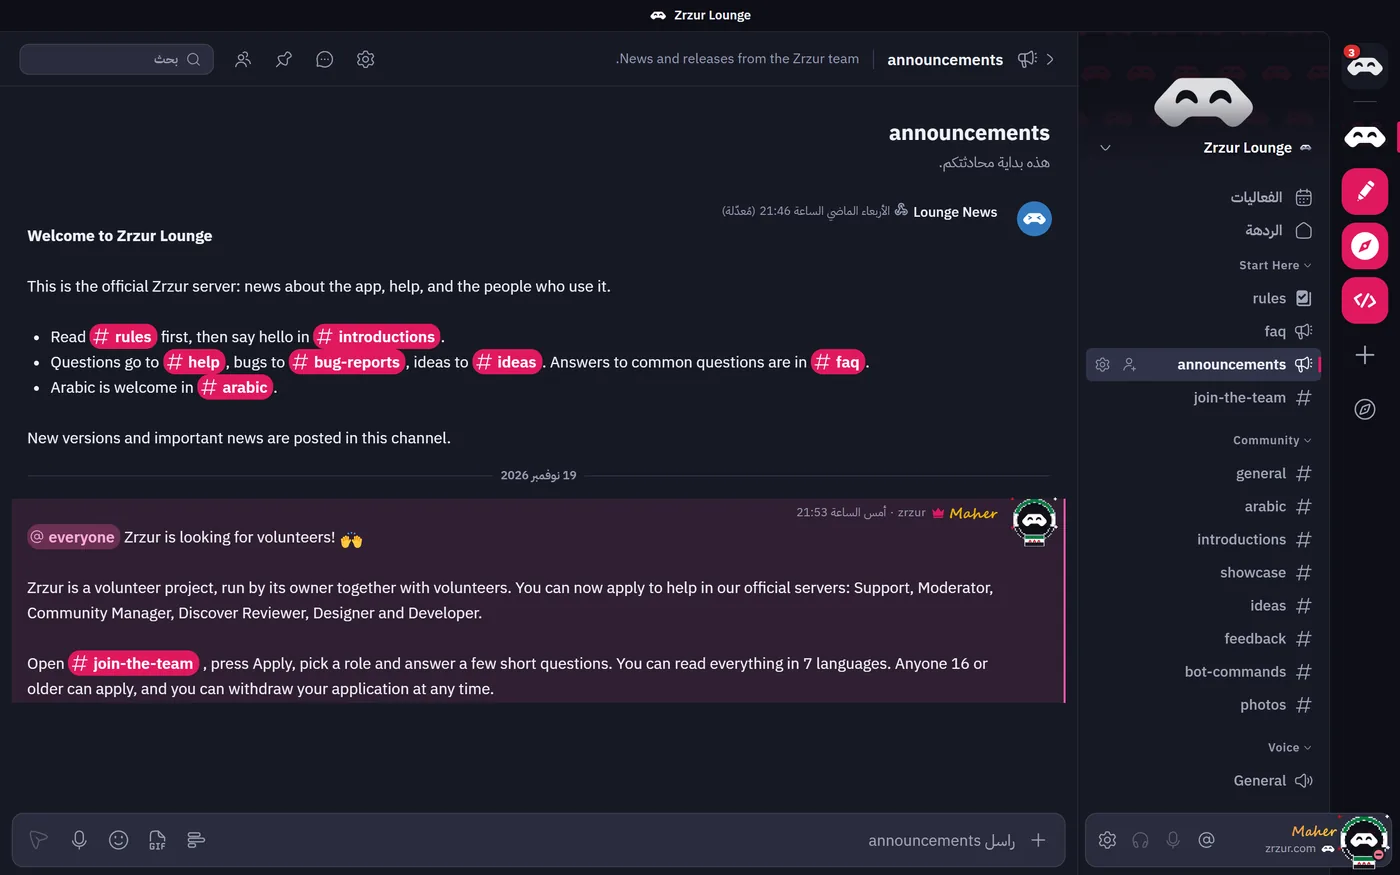 Zrzur Lounge
بحث
News and releases from the Zrzur team.
announcements
announcements
هذه بداية محادثتكم.
Lounge News الأربعاء الماضي الساعة 21:46 (مُعدّلة)
Welcome to Zrzur Lounge
This is the official Zrzur server: news about the app, help, and the people who use it.
• Read # rules first, then say hello in # introductions.
• Questions go to # help, bugs to # bug-reports, ideas to # ideas. Answers to common questions are in # faq.
• Arabic is welcome in # arabic.
New versions and important news are posted in this channel.
19 نوفمبر 2026
Maher zrzur · أمس الساعة 21:53
@everyone Zrzur is looking for volunteers! 🙌
Zrzur is a volunteer project, run by its owner together with volunteers. You can now apply to help in our official servers: Support, Moderator,
Community Manager, Discover Reviewer, Designer and Developer.
Open # join-the-team , press Apply, pick a role and answer a few short questions. You can read everything in 7 languages. Anyone 16 or
older can apply, and you can withdraw your application at any time.
GIF
راسل announcements
Zrzur Lounge
الفعاليات
الردهة
Start Here
rules
faq
announcements
join-the-team
Community
general
arabic
introductions
showcase
ideas
feedback
bot-commands
photos
Voice
General
Maher
zrzur.com
3